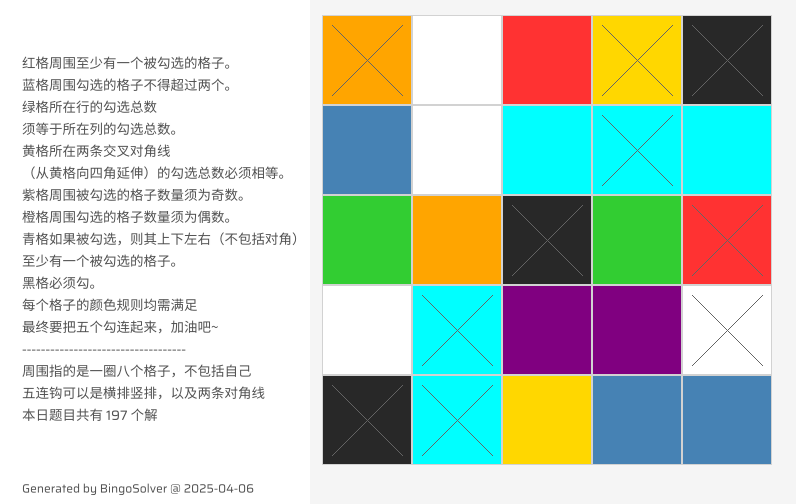 红格周围至少有一个被勾选的格子。
蓝格周围勾选的格子不得超过两个。
绿格所在行的勾选总数
须等于所在列的勾选总数。
黄格所在两条交叉对角线
（从黄格向四角延伸）的勾选总数必须相等。
紫格周围被勾选的格子数量须为奇数。
橙格周围勾选的格子数量须为偶数。
青格如果被勾选，则其上下左右（不包括对角）
至少有一个被勾选的格子。
黑格必须勾。
每个格子的颜色规则均需满足
最终要把五个勾连起来，加油吧~
----------------------------------
周围指的是一圈八个格子，不包括自己
五连钩可以是横排竖排，以及两条对角线
本日题目共有 197 个解
Generated by BingoSolver @ 2025-04-06